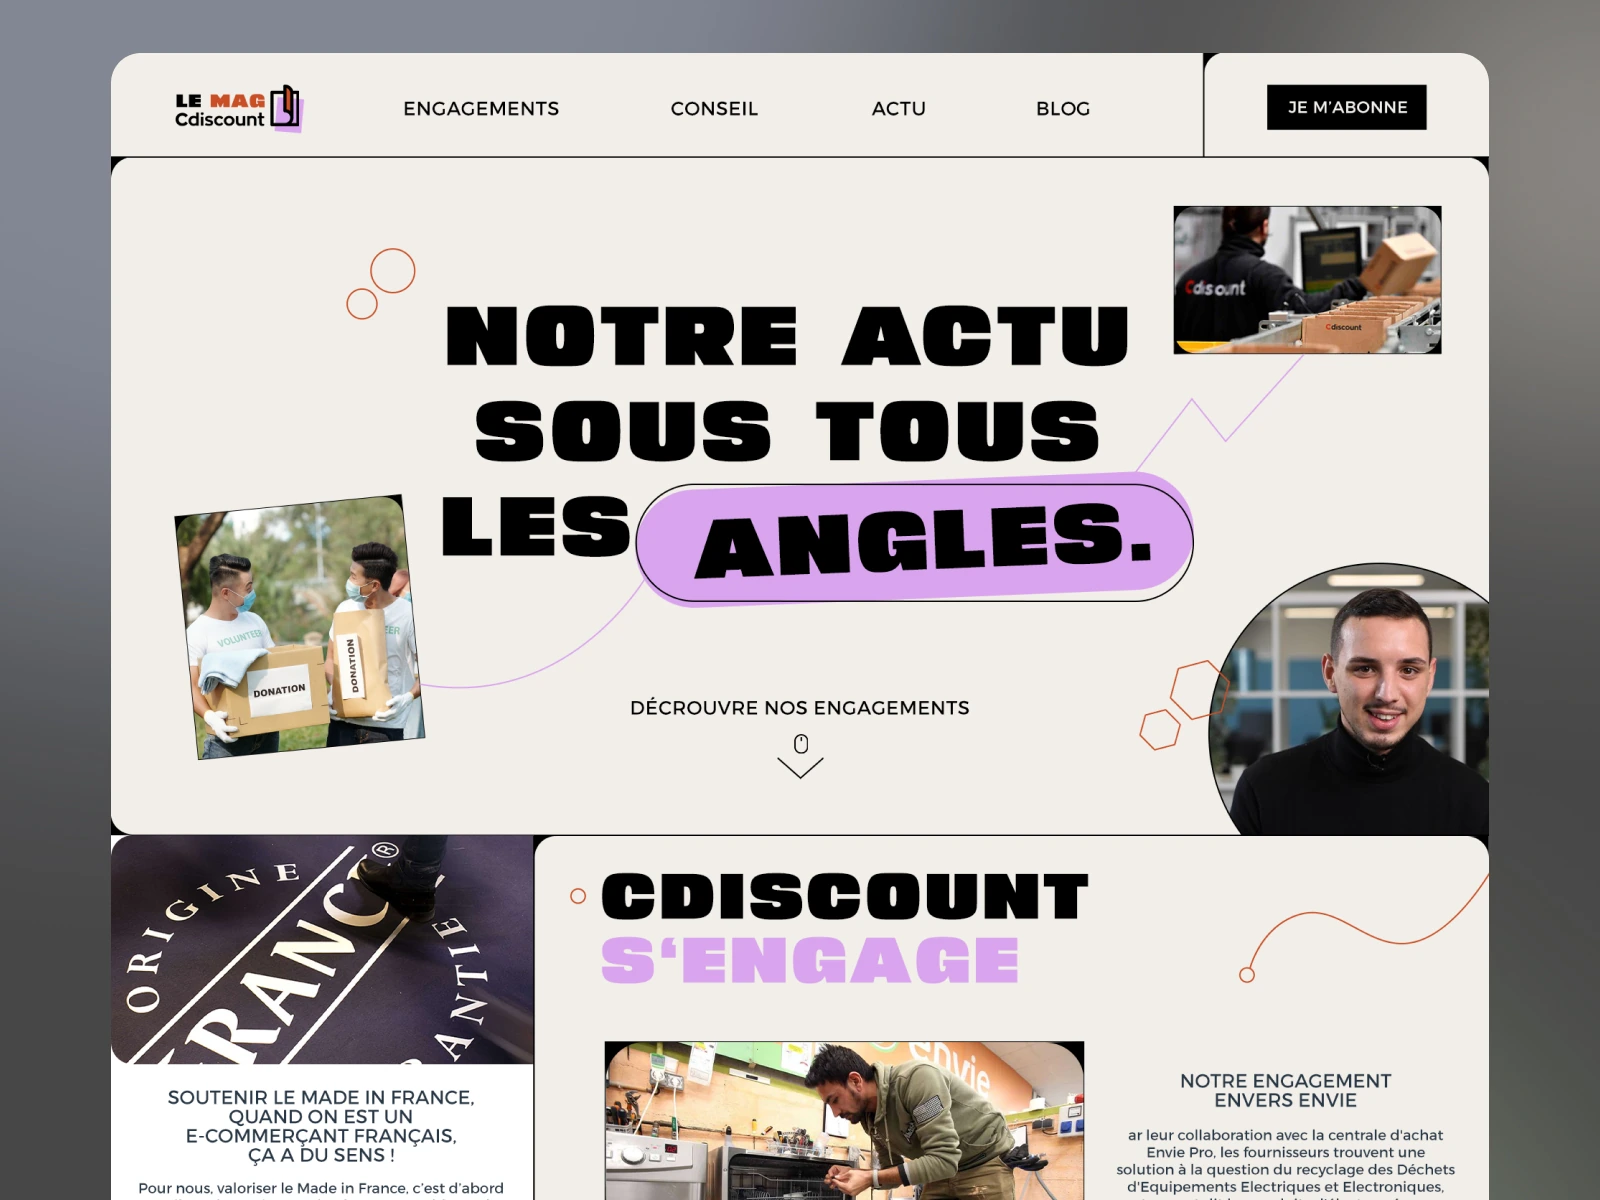 LE MAG
Cdiscount
ENGAGEMENTS
CONSEIL
ACTU
BLOG
JE M'ABONNE
NOTRE ACTU
SOUS TOUS
LES ANGLES.
Cdiscount
Cdiscount
VOLUNTEER
DONATION
DONATION
DÉCROUVRE NOS ENGAGEMENTS
ORIGINE
FRANCE
®
CDISCOUNT
S‘ENGAGE
envie
SOUTENIR LE MADE IN FRANCE,
QUAND ON EST UN
E-COMMERÇANT FRANÇAIS,
ÇA A DU SENS !
Pour nous, valoriser le Made in France, c’est d’abord
NOTRE ENGAGEMENT
ENVERS ENVIE
ar leur collaboration avec la centrale d'achat
Envie Pro, les fournisseurs trouvent une
solution à la question du recyclage des Déchets
d'Equipements Electriques et Electroniques,